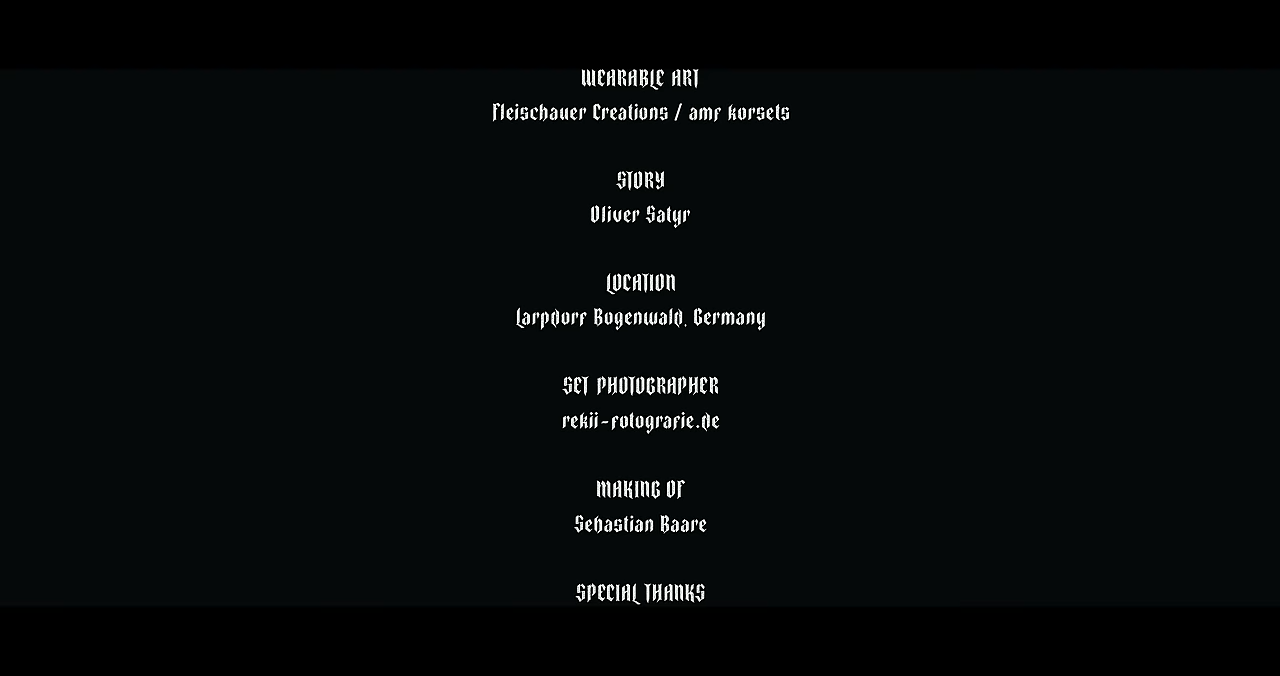 WEARABLE ART
Fleischauer Creations / amf korsets
STORY
Oliver Satyr
LOCATION
Larpdorf Bogenwald, Germany
SET PHOTOGRAPHER
rekii-fotografie.de
MAKING OF
Sebastian Baare
SPECIAL THANKS